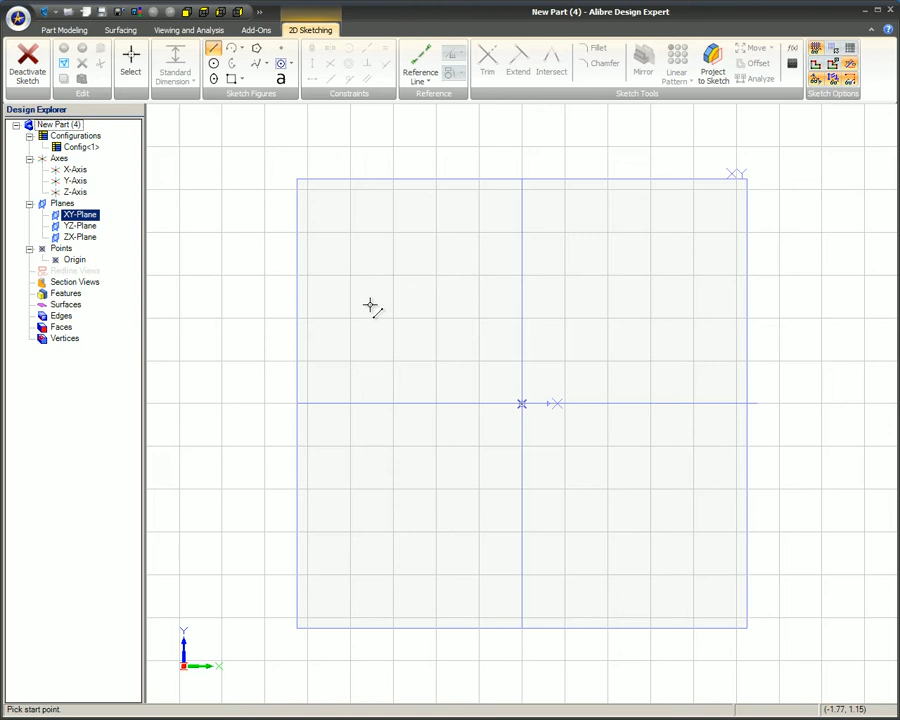 New Part (4) - Alibre Design Expert
Part Modeling
Surfacing
Viewing and Analysis
Add-Ons
2D Sketching
Deactivate
Sketch
Edit
Select
Standard
Dimension
Sketch Figures
Constraints
Reference
Line
Reference
Trim
Extend
Intersect
Fillet
Chamfer
Mirror
Linear
Pattern
Project
to Sketch
Move
Offset
Analyze
f(x)
Sketch Tools
Sketch Options
Design Explorer
New Part (4)
Configurations
Config<1>
Axes
X-Axis
Y-Axis
Z-Axis
Planes
XY-Plane
YZ-Plane
ZX-Plane
Points
Origin
Redline Views
Section Views
Features
Surfaces
Edges
Faces
Vertices
XY
X
Y
X
Pick start point.
(-1.77, 1.15)